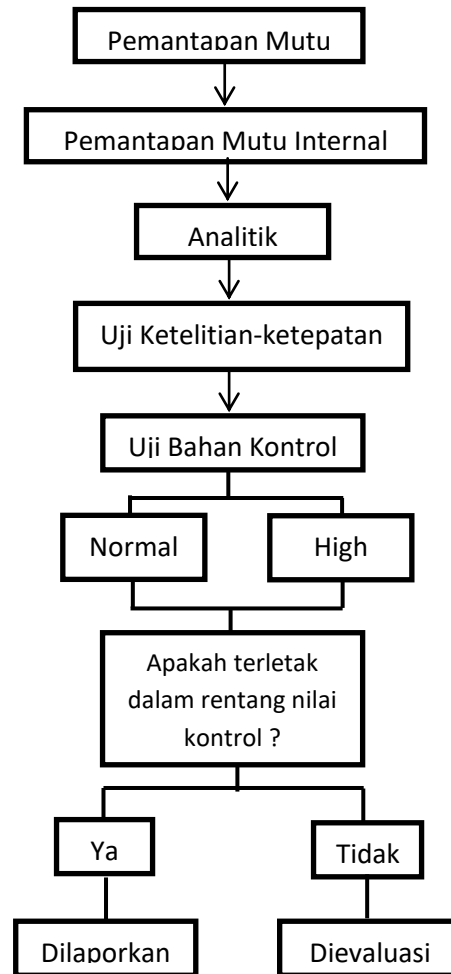 Pemantapan Mutu
Pemantapan Mutu Internal
Analitik
Uji Ketelitian-ketepatan
Uji Bahan Kontrol
Normal
High
Apakah terletak
dalam rentang nilai
kontrol ?
Ya
Tidak
Dilaporkan
Dievaluasi